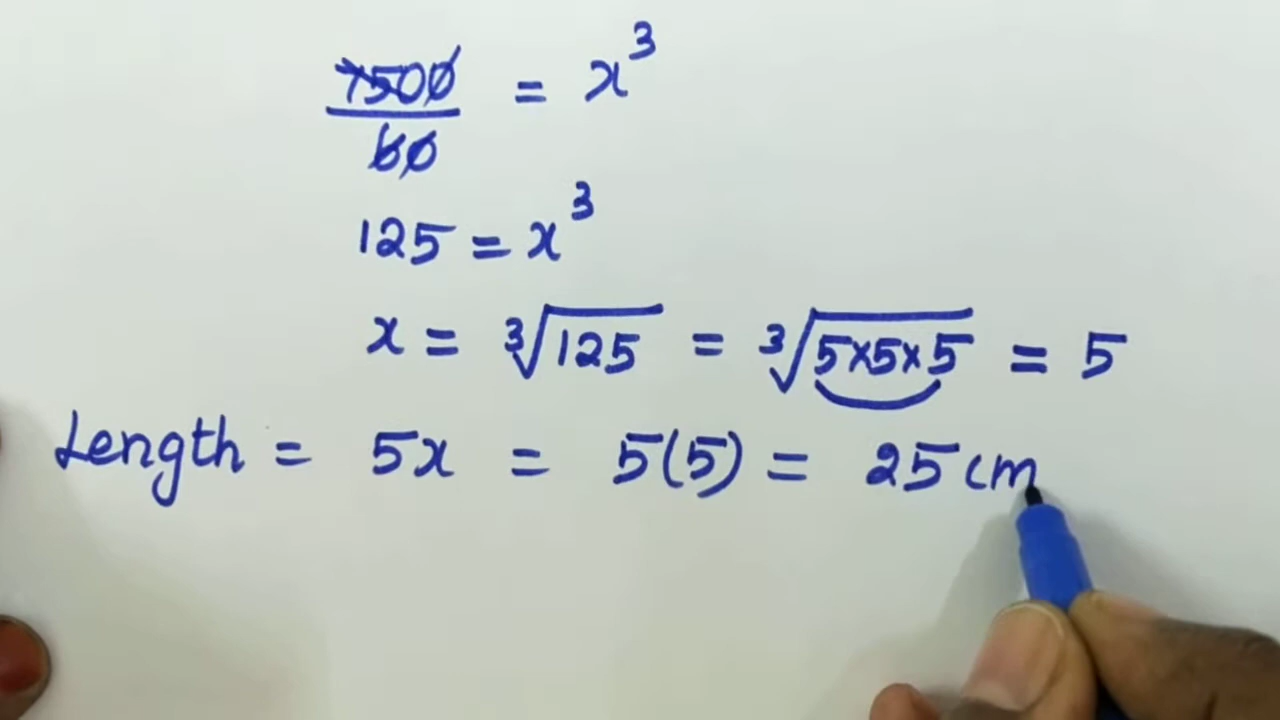 7500/60 = x³
125 = x³
x = ³√125 = ³√5×5×5 = 5
Length = 5x = 5(5) = 25 cm